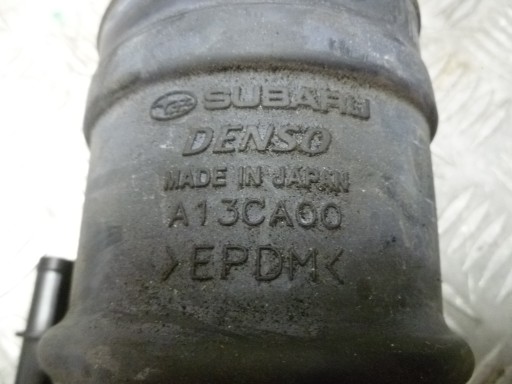 SUBARU
DENSO
MADE IN JAPAN
A13CA00
>EPDM<